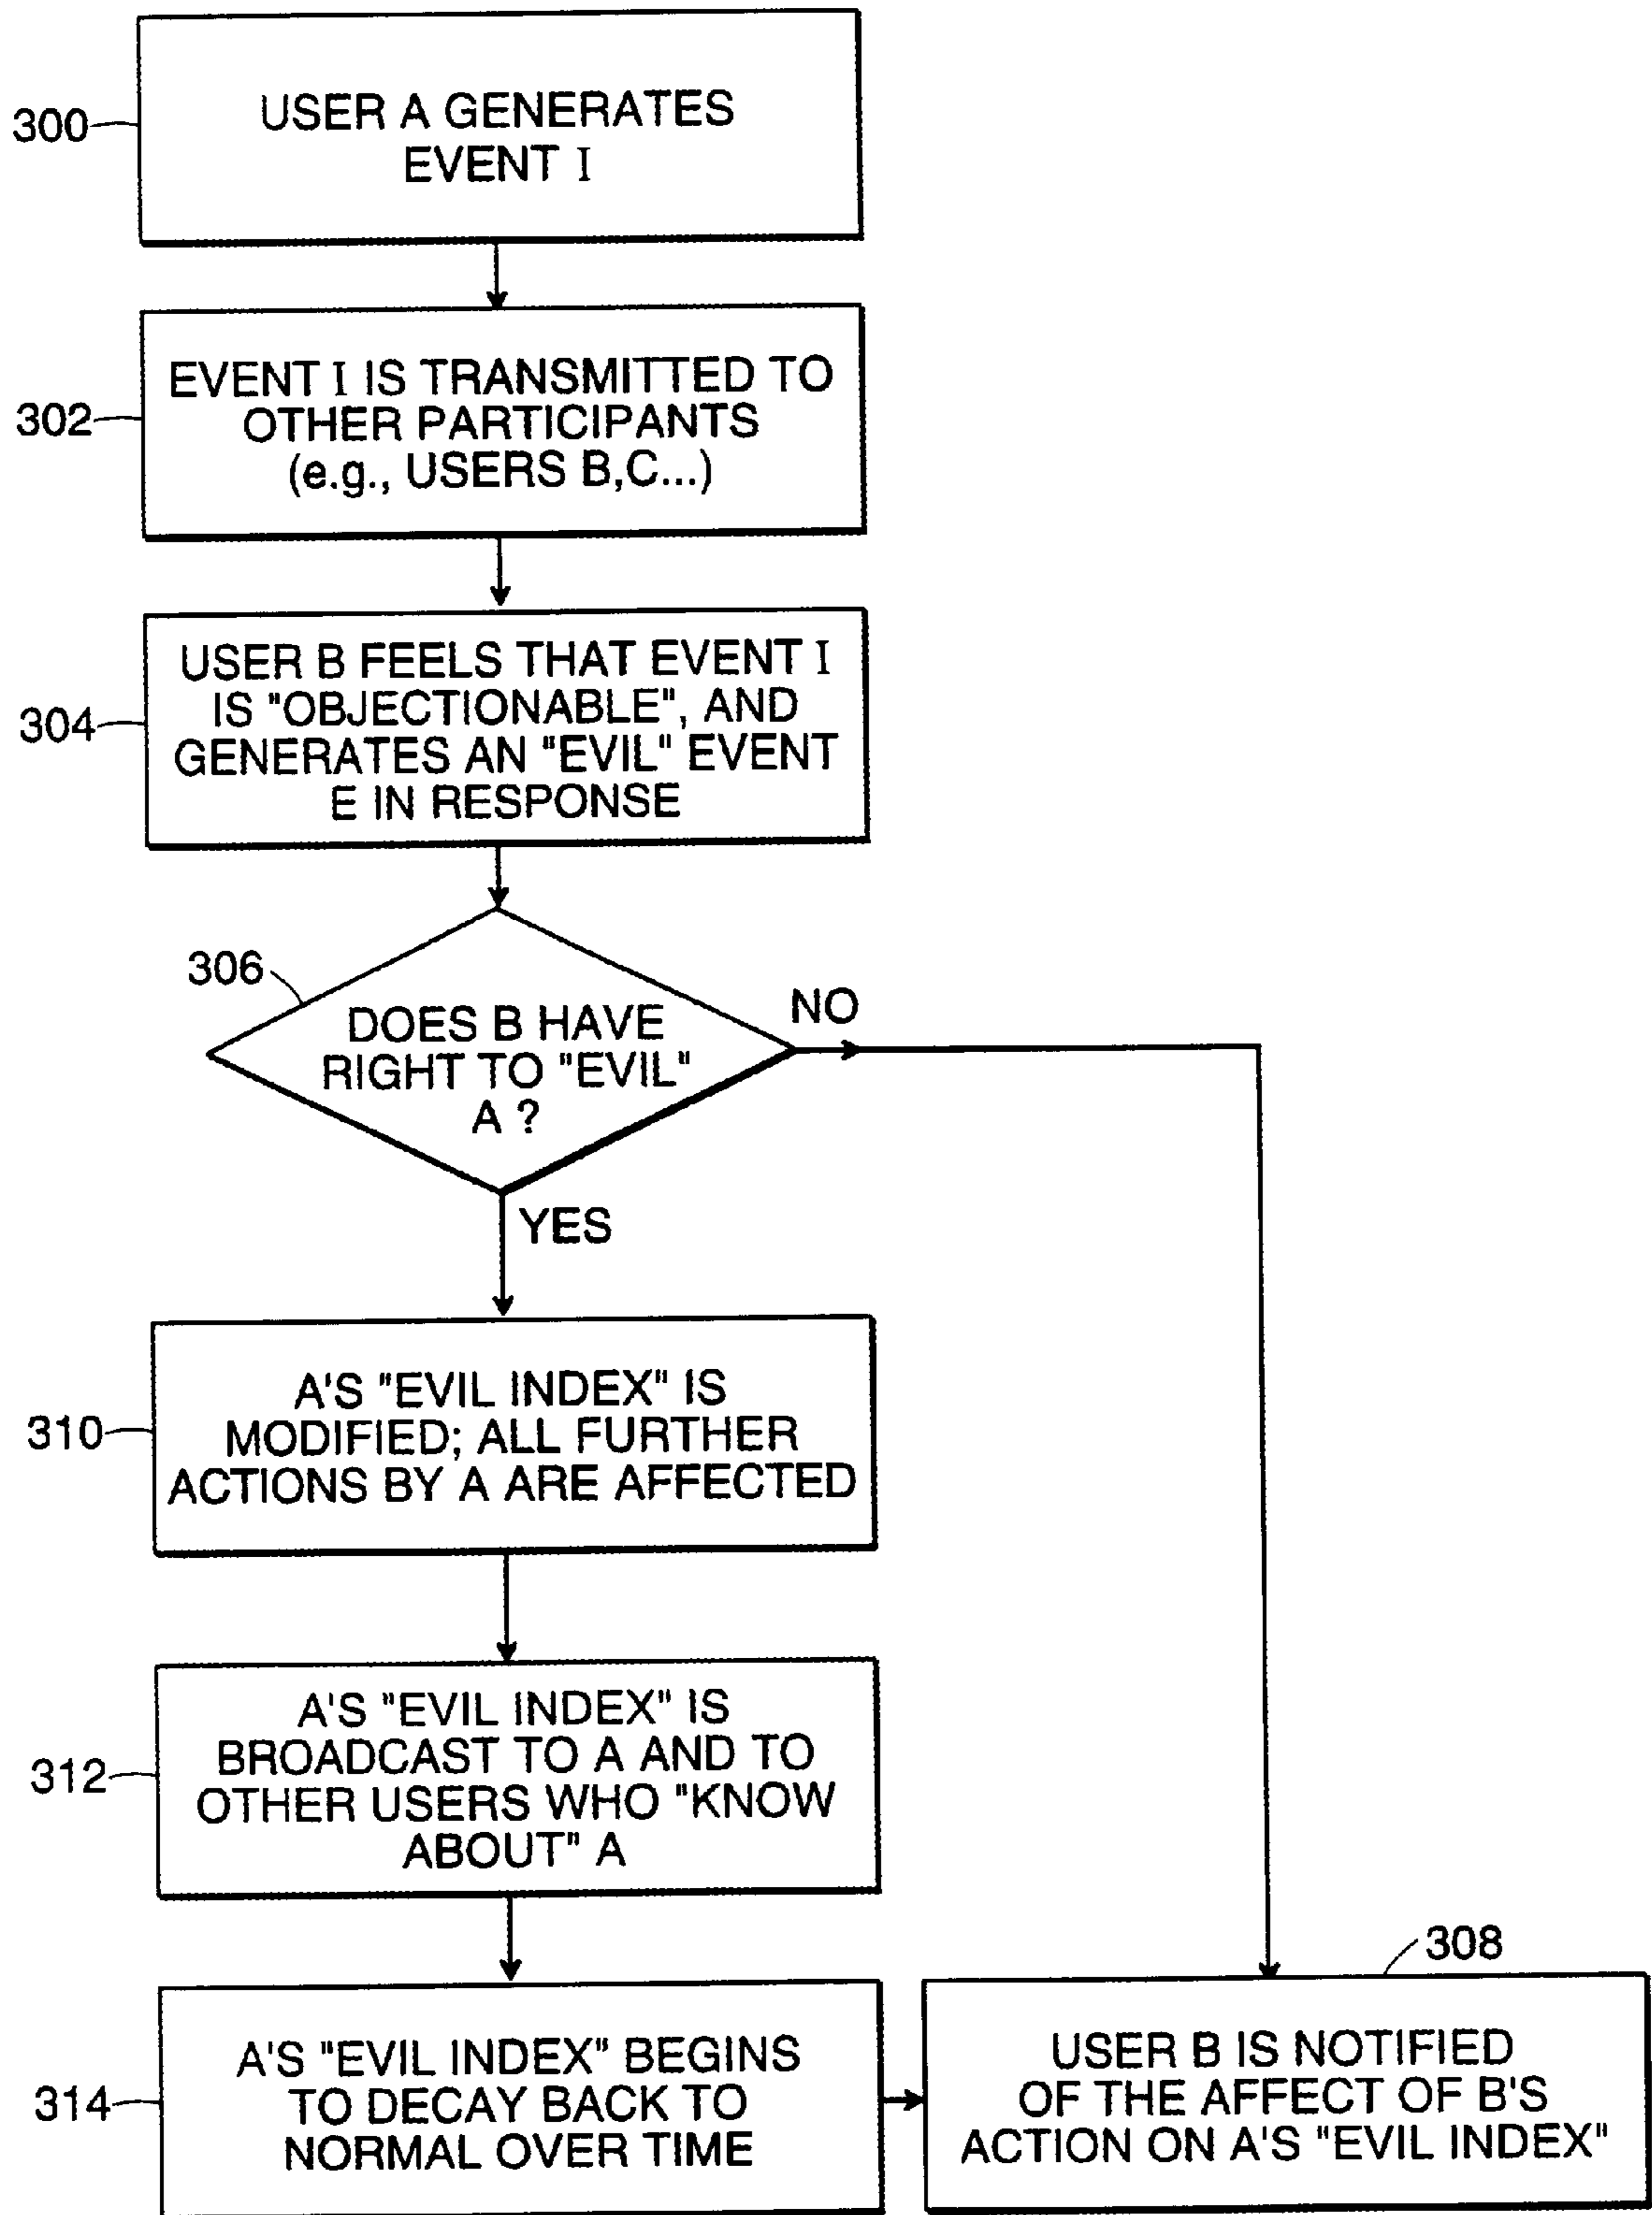 300
USER A GENERATES
EVENT I
302
EVENT I IS TRANSMITTED TO
OTHER PARTICIPANTS
(e.g., USERS B,C...)
304
USER B FEELS THAT EVENT I
IS "OBJECTIONABLE", AND
GENERATES AN "EVIL" EVENT
E IN RESPONSE
306
DOES B HAVE
RIGHT TO "EVIL"
A ?
NO
YES
310
A'S "EVIL INDEX" IS
MODIFIED; ALL FURTHER
ACTIONS BY A ARE AFFECTED
312
A'S "EVIL INDEX" IS
BROADCAST TO A AND TO
OTHER USERS WHO "KNOW
ABOUT" A
314
A'S "EVIL INDEX" BEGINS
TO DECAY BACK TO
NORMAL OVER TIME
308
USER B IS NOTIFIED
OF THE AFFECT OF B'S
ACTION ON A'S "EVIL INDEX"